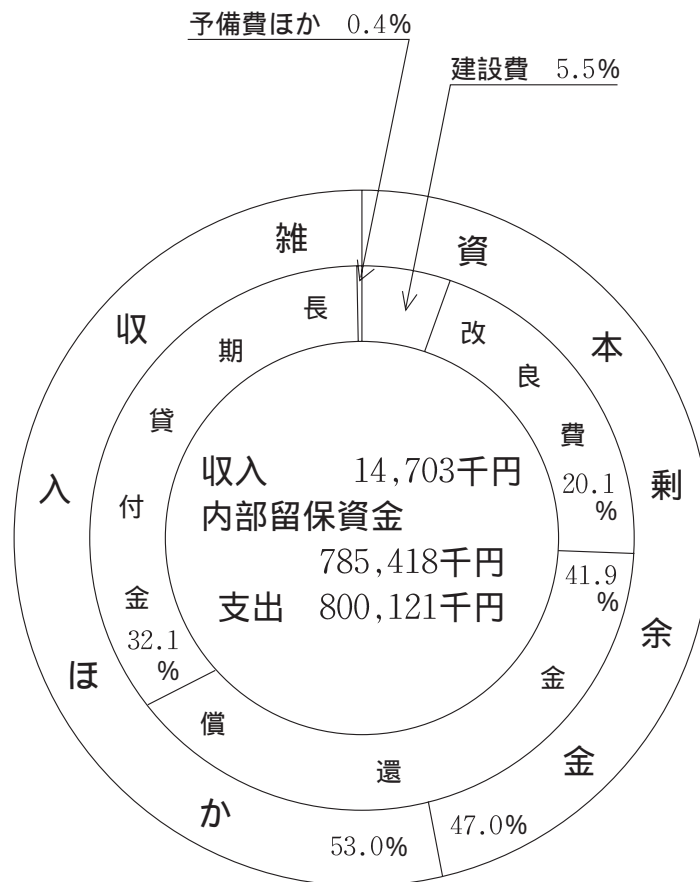 予備費ほか 0.4%
建設費 5.5%
資本剰余金
47.0%
雑収入ほか
53.0%
改良費
20.1
%
償還金
41.9
%
長期貸付金
32.1
%
収入 14,703千円
内部留保資金
785,418千円
支出 800,121千円